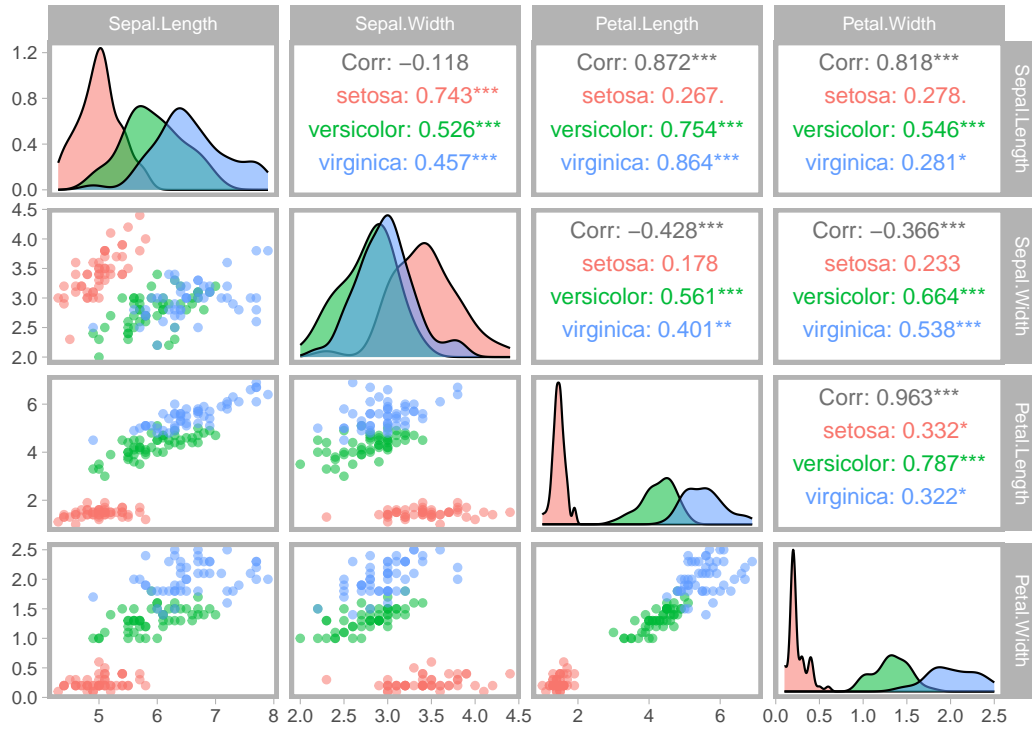 Sepal.Length
Sepal.Width
Petal.Length
Petal.Width
1.2
0.8
0.4
0.0
Corr: −0.118
setosa: 0.743***
versicolor: 0.526***
virginica: 0.457***
Corr: 0.872***
setosa: 0.267.
versicolor: 0.754***
virginica: 0.864***
Corr: 0.818***
setosa: 0.278.
versicolor: 0.546***
virginica: 0.281*
Sepal.Length
4.5
4.0
3.5
3.0
2.5
2.0
Corr: −0.428***
setosa: 0.178
versicolor: 0.561***
virginica: 0.401**
Corr: −0.366***
setosa: 0.233
versicolor: 0.664***
virginica: 0.538***
Sepal.Width
6
4
2
Corr: 0.963***
setosa: 0.332*
versicolor: 0.787***
virginica: 0.322*
Petal.Length
2.5
2.0
1.5
1.0
0.5
0.0
Petal.Width
5 6 7 8
2.0 2.5 3.0 3.5 4.0 4.5
2 4 6
0.0 0.5 1.0 1.5 2.0 2.5